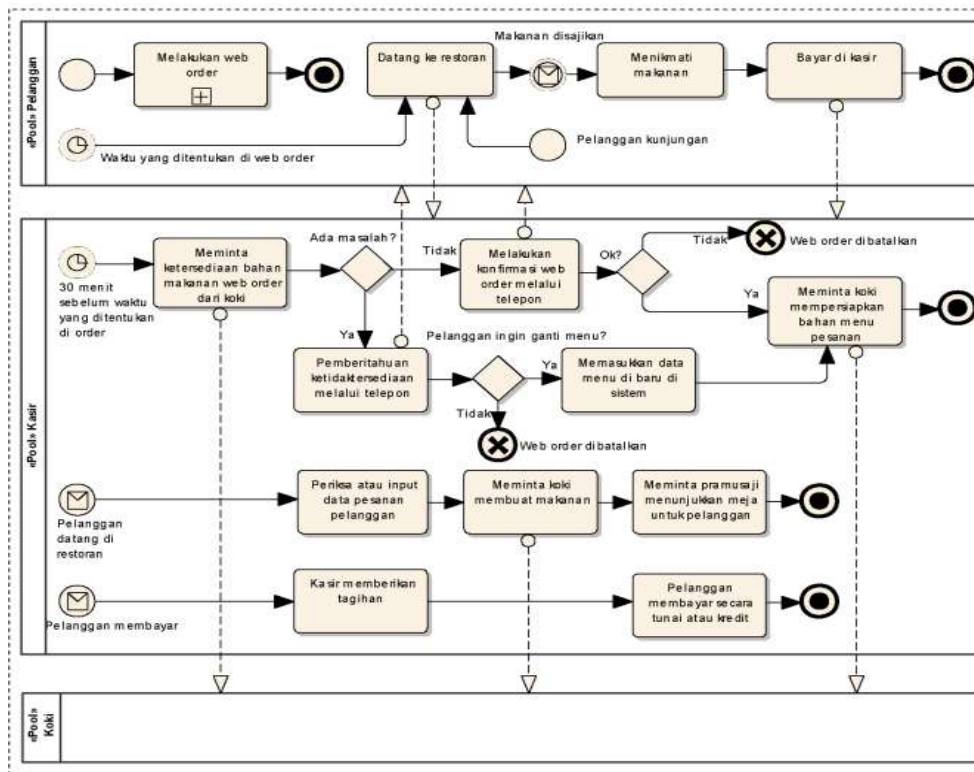 «Pool» Pelanggan
Melakukan web
order
Datang ke restoran
Makanan disajikan
Menikmati
makanan
Bayar di kasir
Waktu yang ditentukan di web order
Pelanggan kunjungan
«Pool» Kasir
30 menit
sebelum waktu
yang ditentukan
di order
Meminta
ketersediaan bahan
makanan web order
dari koki
Ada masalah?
Tidak
Melakukan
konfirmasi web
order melalui
telepon
Ok?
Tidak
Web order dibatalkan
Ya
Meminta koki
mempersiapkan
bahan menu
pesanan
Ya
Pemberitahuan
ketidaktersediaan
melalui telepon
Pelanggan ingin ganti menu?
Ya
Memasukkan data
menu di baru di
sistem
Tidak
Web order dibatalkan
Pelanggan
datang di
restoran
Periksa atau input
data pesanan
pelanggan
Meminta koki
membuat makanan
Meminta pramusaji
menunjukkan meja
untuk pelanggan
Pelanggan membayar
Kasir memberikan
tagihan
Pelanggan
membayar secara
tunai atau kredit
«Pool»
Koki